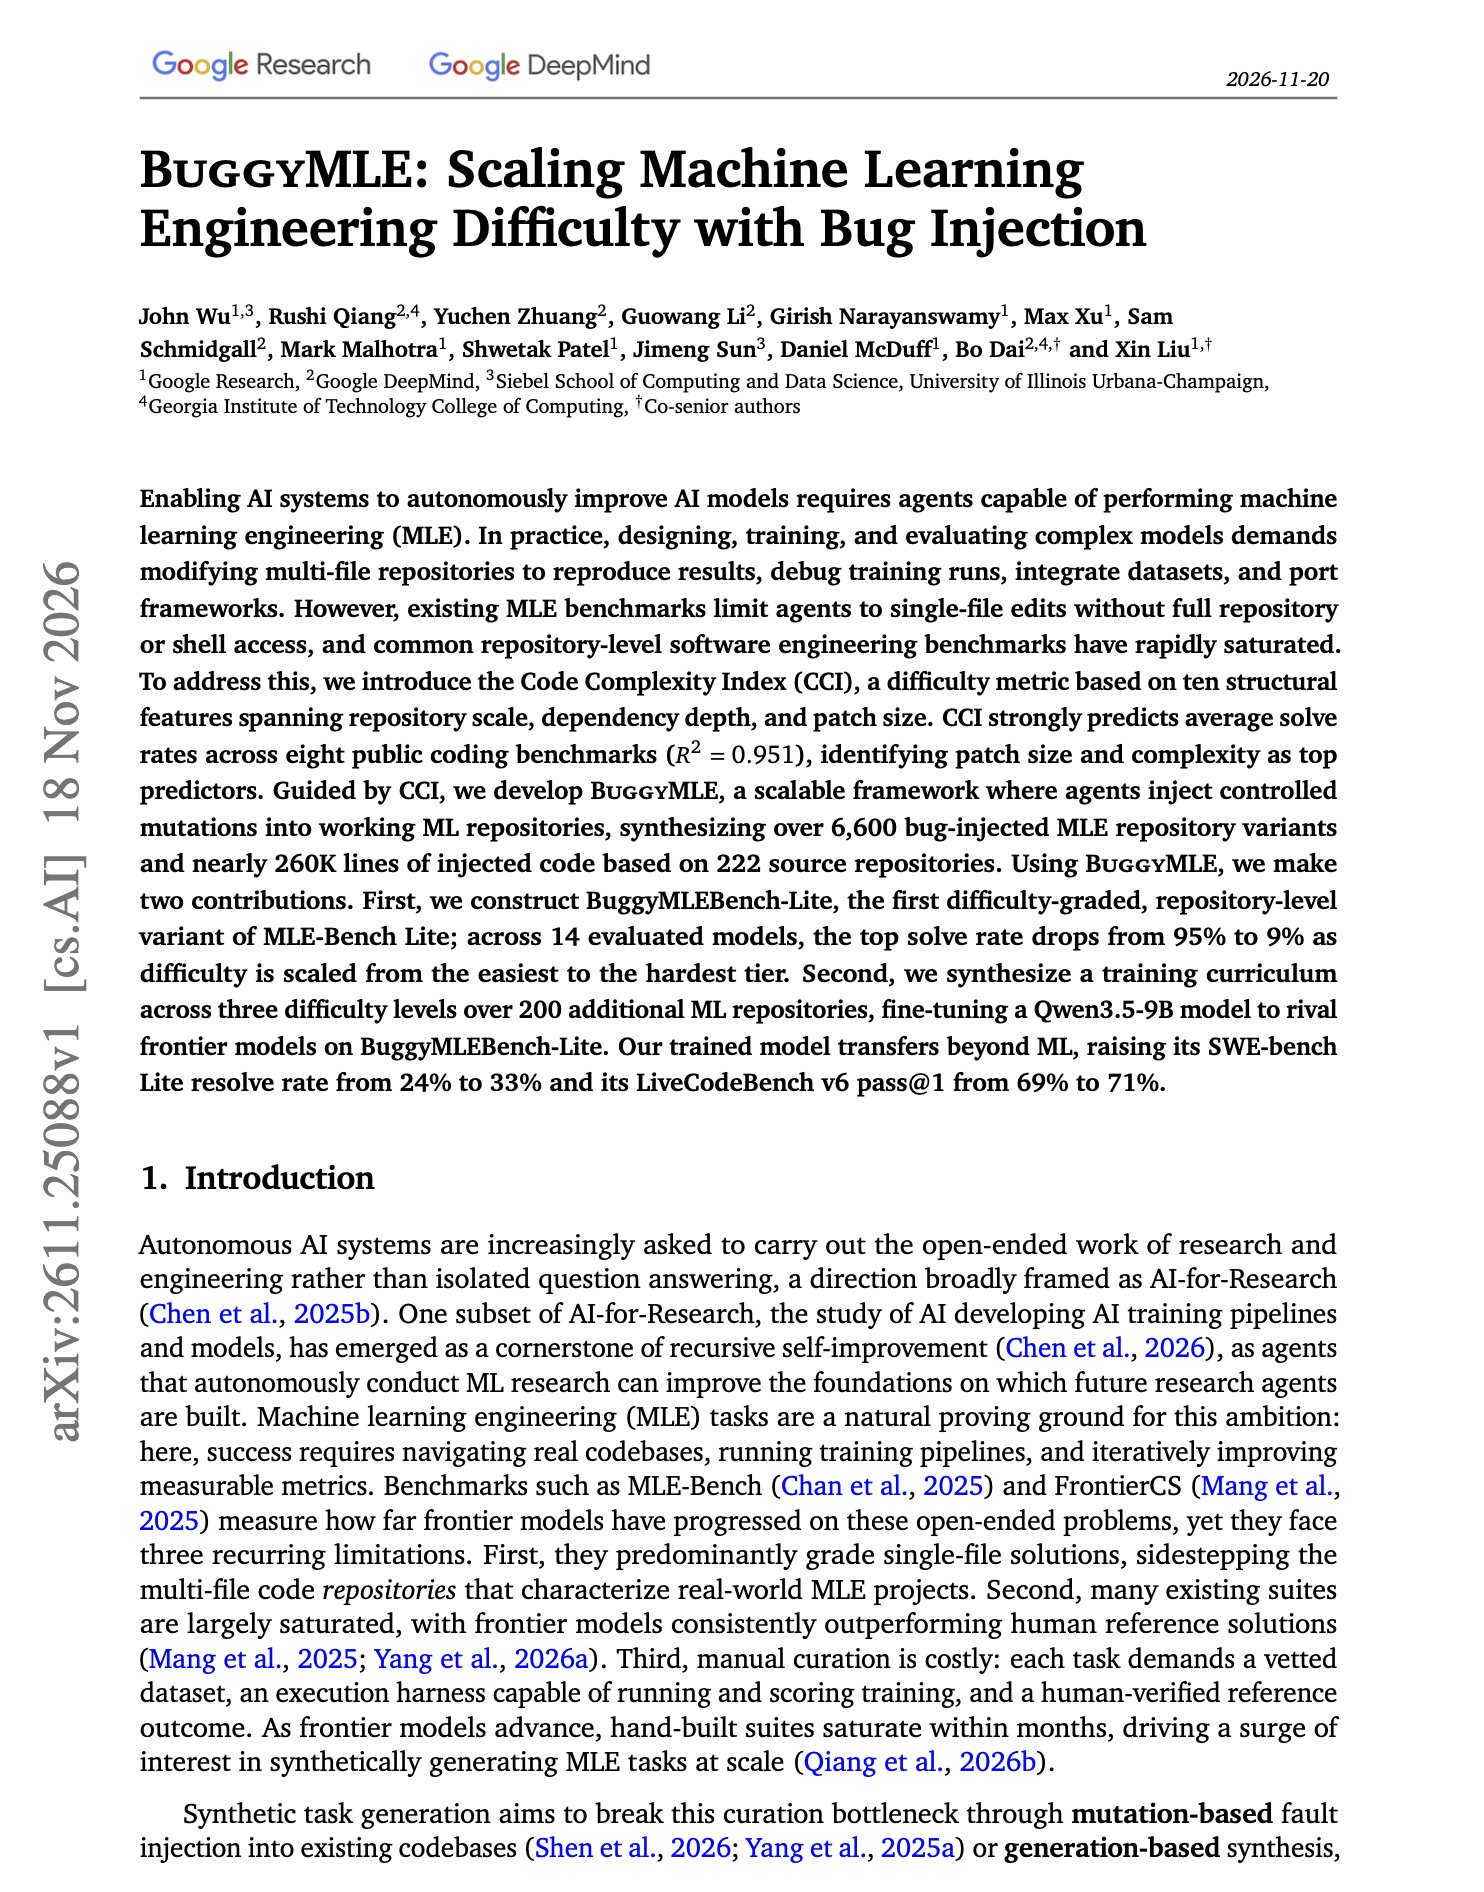 Google Research Google DeepMind
2026-11-20
BuggyMLE: Scaling Machine Learning
Engineering Difficulty with Bug Injection
John Wu1,3, Rushi Qiang2,4, Yuchen Zhuang2, Guowang Li2, Girish Narayanswamy1, Max Xu1, Sam
Schmidgall2, Mark Malhotra1, Shwetak Patel1, Jimeng Sun3, Daniel McDuff1, Bo Dai2,4,† and Xin Liu1,†
1Google Research, 2Google DeepMind, 3Siebel School of Computing and Data Science, University of Illinois Urbana-Champaign,
4Georgia Institute of Technology College of Computing, †Co-senior authors
Enabling AI systems to autonomously improve AI models requires agents capable of performing machine
learning engineering (MLE). In practice, designing, training, and evaluating complex models demands
modifying multi-file repositories to reproduce results, debug training runs, integrate datasets, and port
frameworks. However, existing MLE benchmarks limit agents to single-file edits without full repository
or shell access, and common repository-level software engineering benchmarks have rapidly saturated.
To address this, we introduce the Code Complexity Index (CCI), a difficulty metric based on ten structural
features spanning repository scale, dependency depth, and patch size. CCI strongly predicts average solve
rates across eight public coding benchmarks (R2 = 0.951), identifying patch size and complexity as top
predictors. Guided by CCI, we develop BuggyMLE, a scalable framework where agents inject controlled
mutations into working ML repositories, synthesizing over 6,600 bug-injected MLE repository variants
and nearly 260K lines of injected code based on 222 source repositories. Using BuggyMLE, we make
two contributions. First, we construct BuggyMLEBench-Lite, the first difficulty-graded, repository-level
variant of MLE-Bench Lite; across 14 evaluated models, the top solve rate drops from 95% to 9% as
difficulty is scaled from the easiest to the hardest tier. Second, we synthesize a training curriculum
across three difficulty levels over 200 additional ML repositories, fine-tuning a Qwen3.5-9B model to rival
frontier models on BuggyMLEBench-Lite. Our trained model transfers beyond ML, raising its SWE-bench
Lite resolve rate from 24% to 33% and its LiveCodeBench v6 pass@1 from 69% to 71%.
1. Introduction
Autonomous AI systems are increasingly asked to carry out the open-ended work of research and
engineering rather than isolated question answering, a direction broadly framed as AI-for-Research
(Chen et al., 2025b). One subset of AI-for-Research, the study of AI developing AI training pipelines
and models, has emerged as a cornerstone of recursive self-improvement (Chen et al., 2026), as agents
that autonomously conduct ML research can improve the foundations on which future research agents
are built. Machine learning engineering (MLE) tasks are a natural proving ground for this ambition:
here, success requires navigating real codebases, running training pipelines, and iteratively improving
measurable metrics. Benchmarks such as MLE-Bench (Chan et al., 2025) and FrontierCS (Mang et al.,
2025) measure how far frontier models have progressed on these open-ended problems, yet they face
three recurring limitations. First, they predominantly grade single-file solutions, sidestepping the
multi-file code repositories that characterize real-world MLE projects. Second, many existing suites
are largely saturated, with frontier models consistently outperforming human reference solutions
(Mang et al., 2025; Yang et al., 2026a). Third, manual curation is costly: each task demands a vetted
dataset, an execution harness capable of running and scoring training, and a human-verified reference
outcome. As frontier models advance, hand-built suites saturate within months, driving a surge of
interest in synthetically generating MLE tasks at scale (Qiang et al., 2026b).
Synthetic task generation aims to break this curation bottleneck through mutation-based fault
injection into existing codebases (Shen et al., 2026; Yang et al., 2025a) or generation-based synthesis,
arXiv:2611.25088v1 [cs.AI] 18 Nov 2026